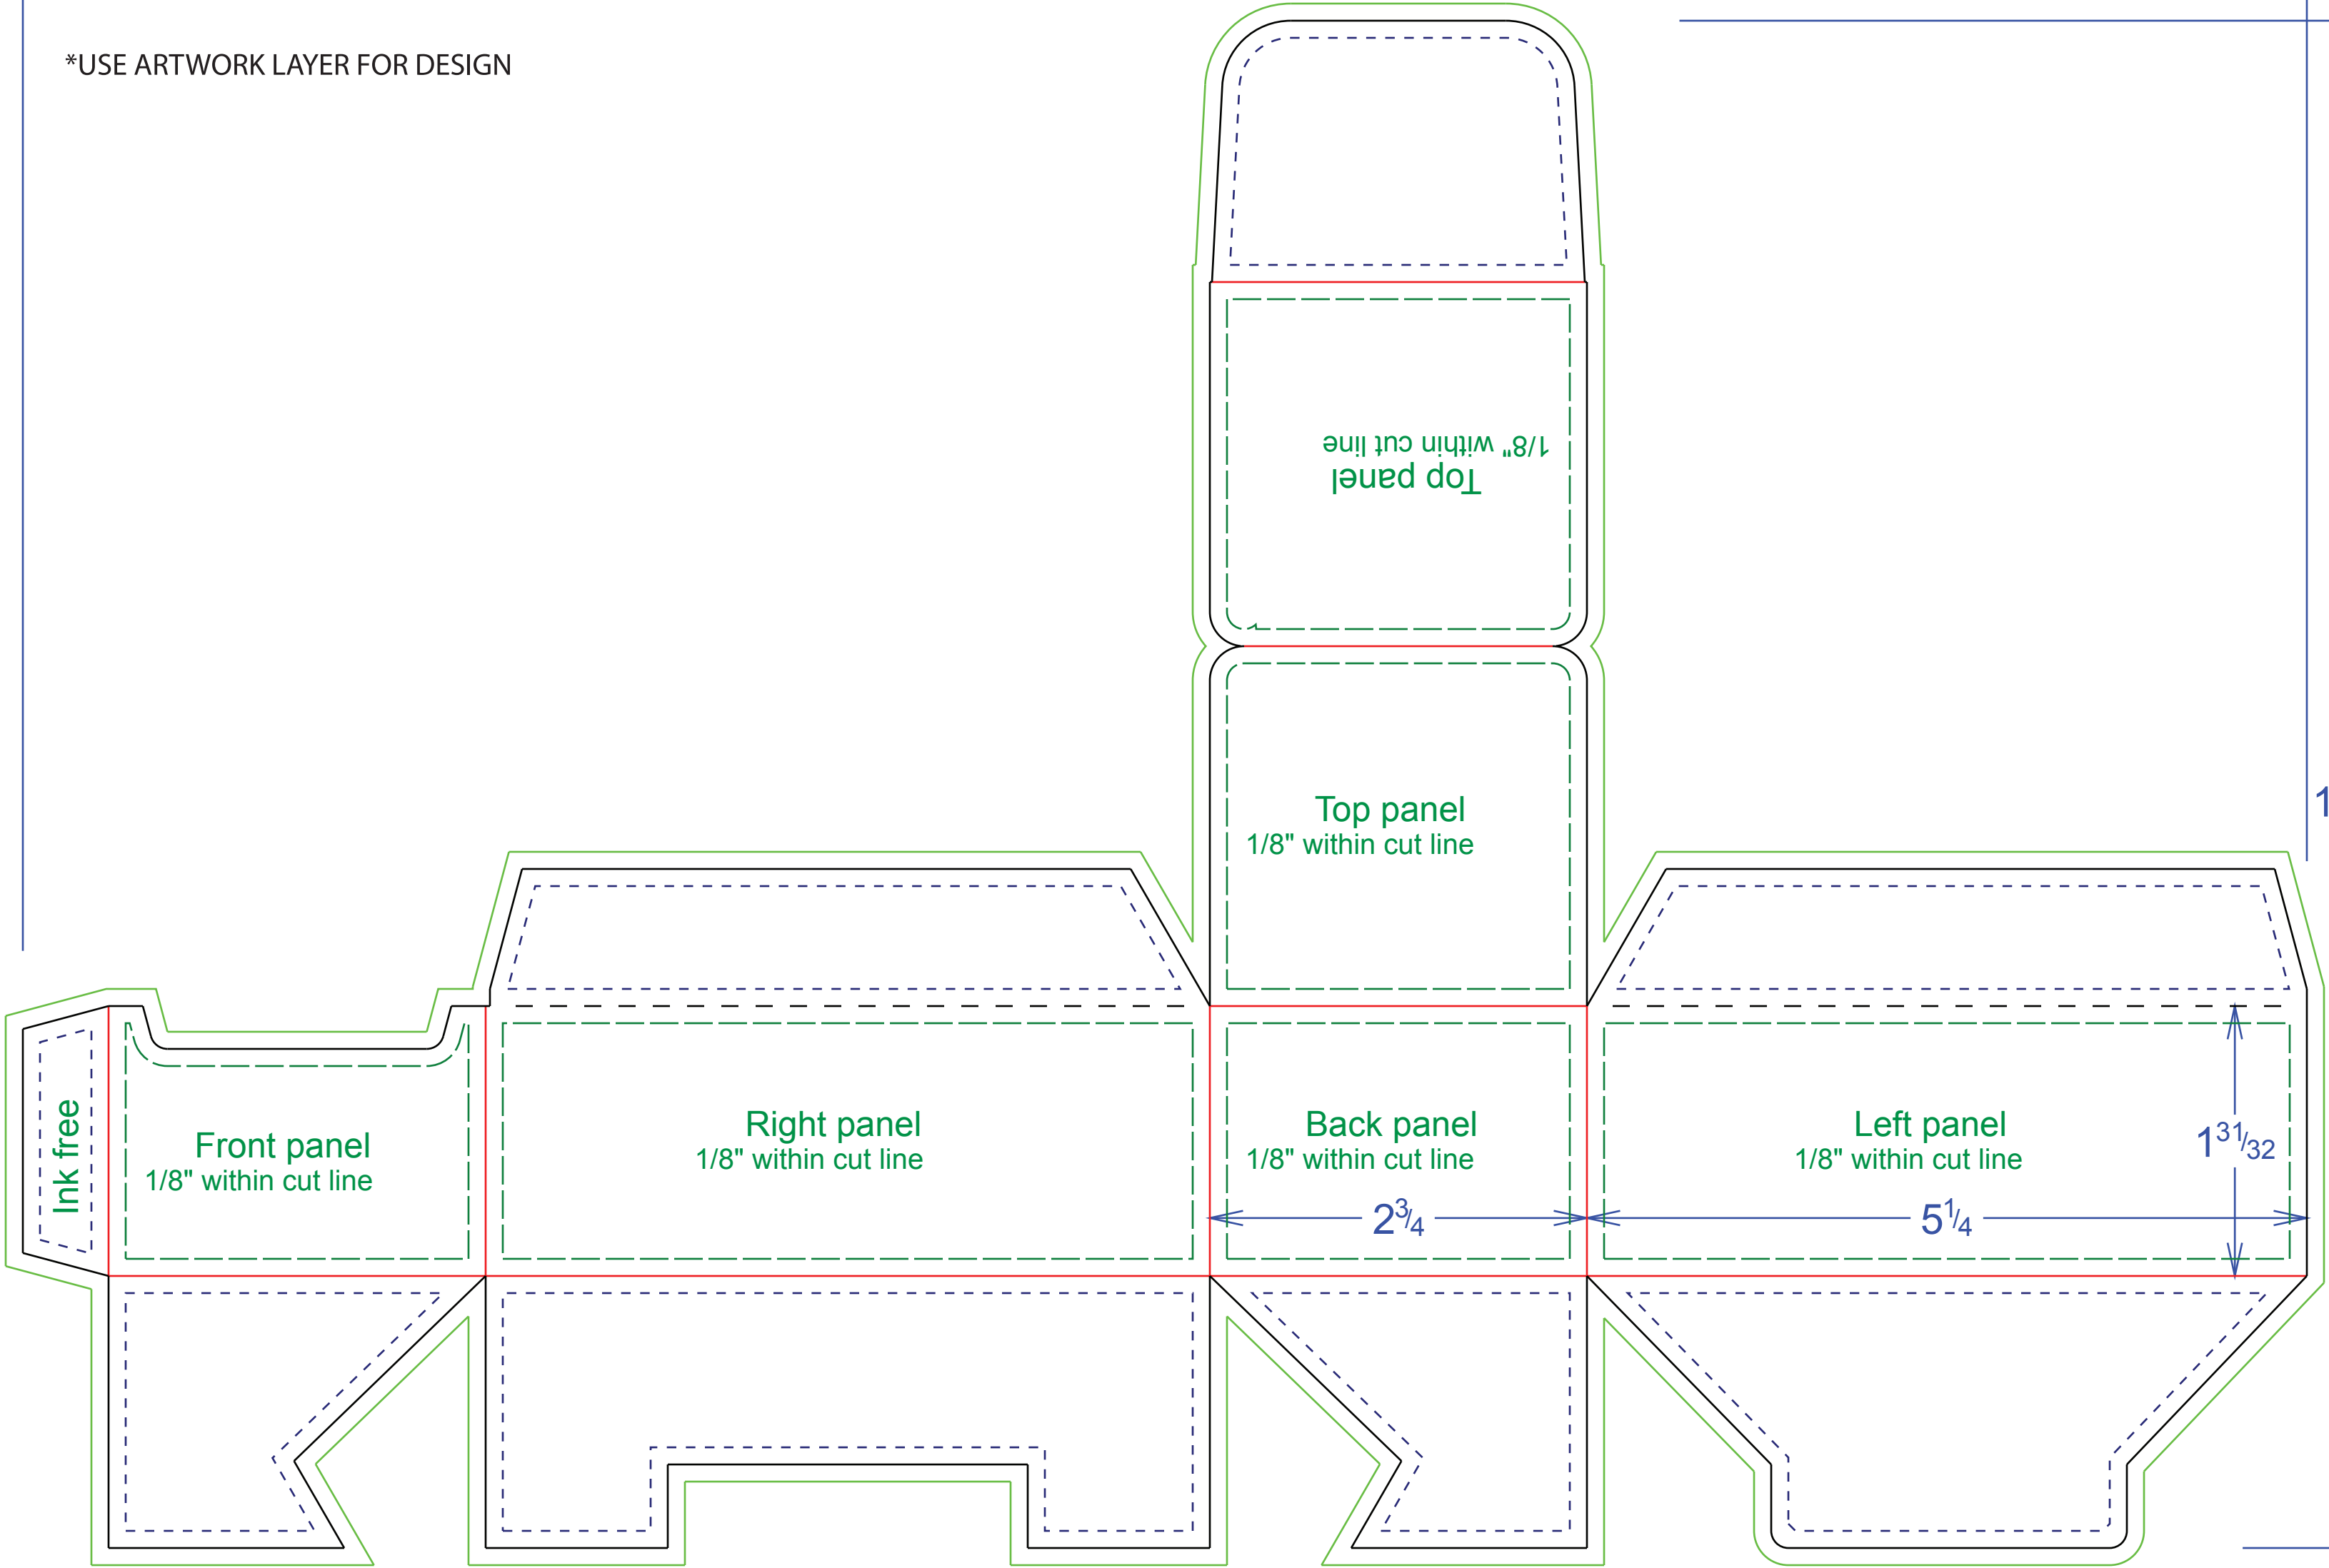 *USE ARTWORK LAYER FOR DESIGN
Top panel
1/8" within cut line
Top panel
1/8" within cut line
1
Ink free
Front panel
1/8" within cut line
Right panel
1/8" within cut line
Back panel
1/8" within cut line
2 3/4
Left panel
1/8" within cut line
5 1/4
1 31/32